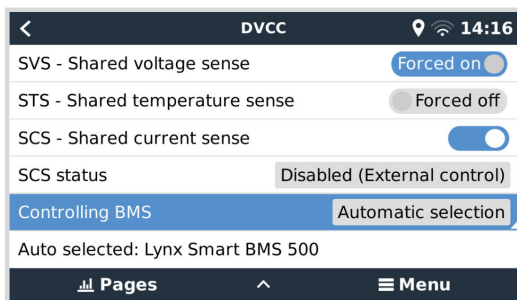 DVCC 14:16
SVS - Shared voltage sense Forced on
STS - Shared temperature sense Forced off
SCS - Shared current sense
SCS status Disabled (External control)
Controlling BMS Automatic selection
Auto selected: Lynx Smart BMS 500
Pages Menu